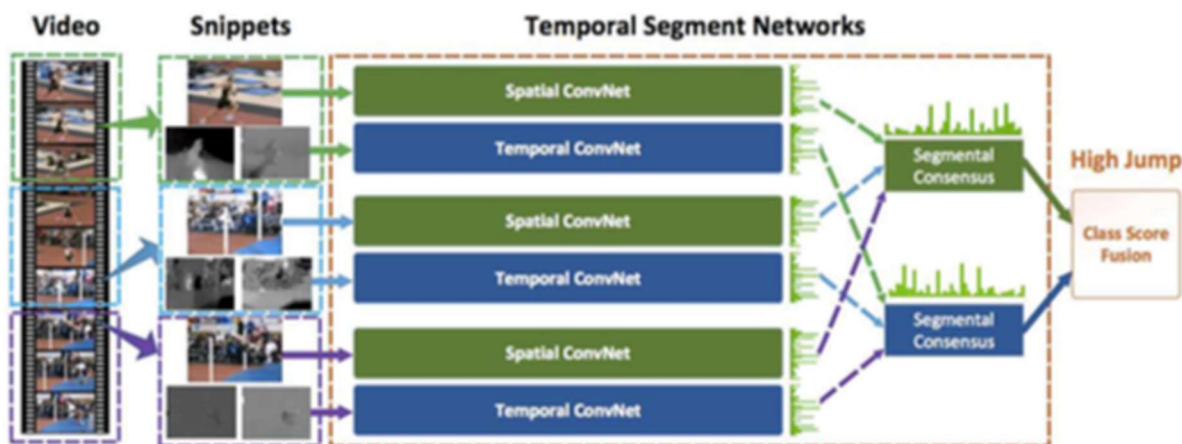 Video
Snippets
Temporal Segment Networks
Spatial ConvNet
Temporal ConvNet
Segmental
Consensus
High Jump
Spatial ConvNet
Class Score
Fusion
Temporal ConvNet
Segmental
Consensus
Spatial ConvNet
Temporal ConvNet